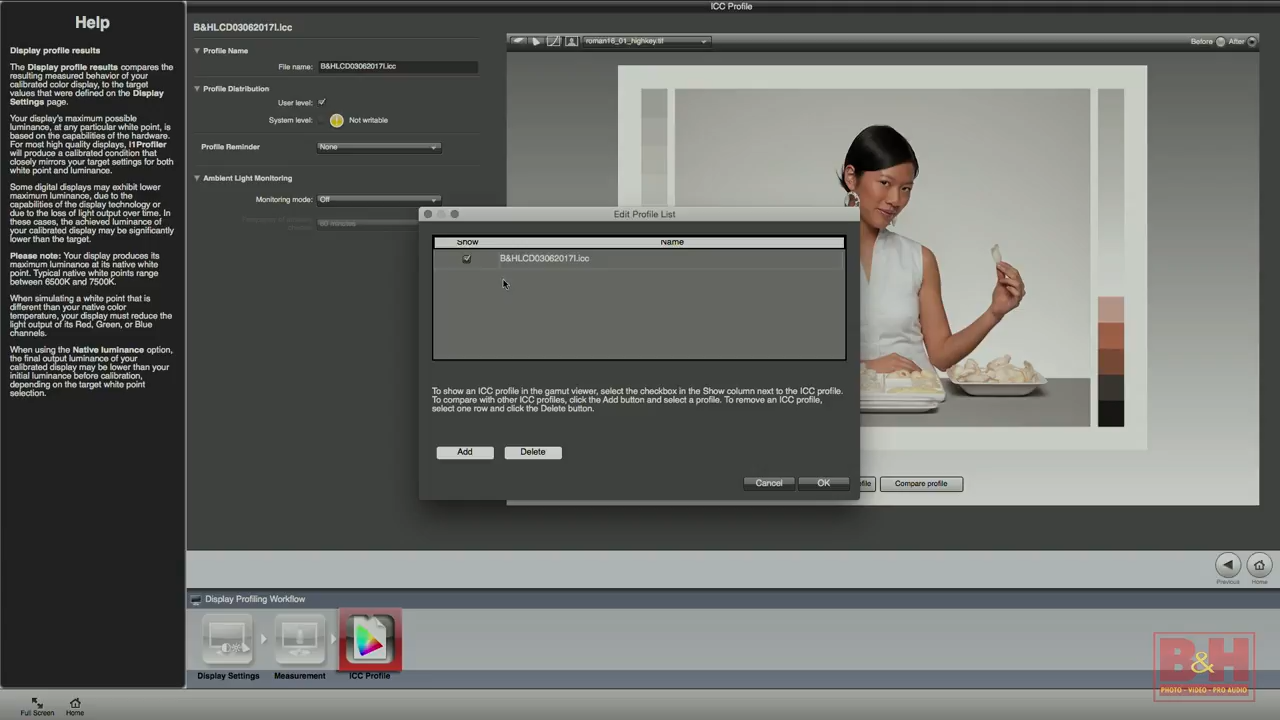 ICC Profile
Help
Display profile results
The Display profile results compares the
resulting measured behavior of your
calibrated color display, to the target
values that were defined on the Display
Settings page.
Your display's maximum possible
luminance, at any particular white point, is
based on the capabilities of the hardware.
For most high quality displays, i1Profiler
will produce a calibrated condition that
closely mirrors your target settings for both
white point and luminance.
Some digital displays may exhibit lower
maximum luminance, due to the
capabilities of the display technology or
due to the loss of light output over time. In
these cases, the achieved luminance of
your calibrated display may be significantly
lower than the target.
Please note: Your display produces its
maximum luminance at its native white
point. Typical native white points range
between 6500K and 7500K.
When simulating a white point that is
different than your native color
temperature, your display must reduce the
light output of its Red, Green, or Blue
channels.
When using the Native luminance option,
the final output luminance of your
calibrated display may be lower than your
initial luminance before calibration,
depending on the target white point
selection.
B&HLCD03062017I.icc
Profile Name
File name: B&HLCD03062017I.icc
Profile Distribution
User level:
System level: Not writable
Profile Reminder None
Ambient Light Monitoring
Monitoring mode: Off
60 minutes
roman16_01_highkey.tif
Before After
Edit Profile List
Show Name
B&HLCD03062017I.icc
To show an ICC profile in the gamut viewer, select the checkbox in the Show column next to the ICC profile.
To compare with other ICC profiles, click the Add button and select a profile. To remove an ICC profile,
select one row and click the Delete button.
Add Delete
Cancel OK
Compare profile
Previous Home
Display Profiling Workflow
Display Settings Measurement ICC Profile
Full Screen Home
B&H
PHOTO - VIDEO - PRO AUDIO